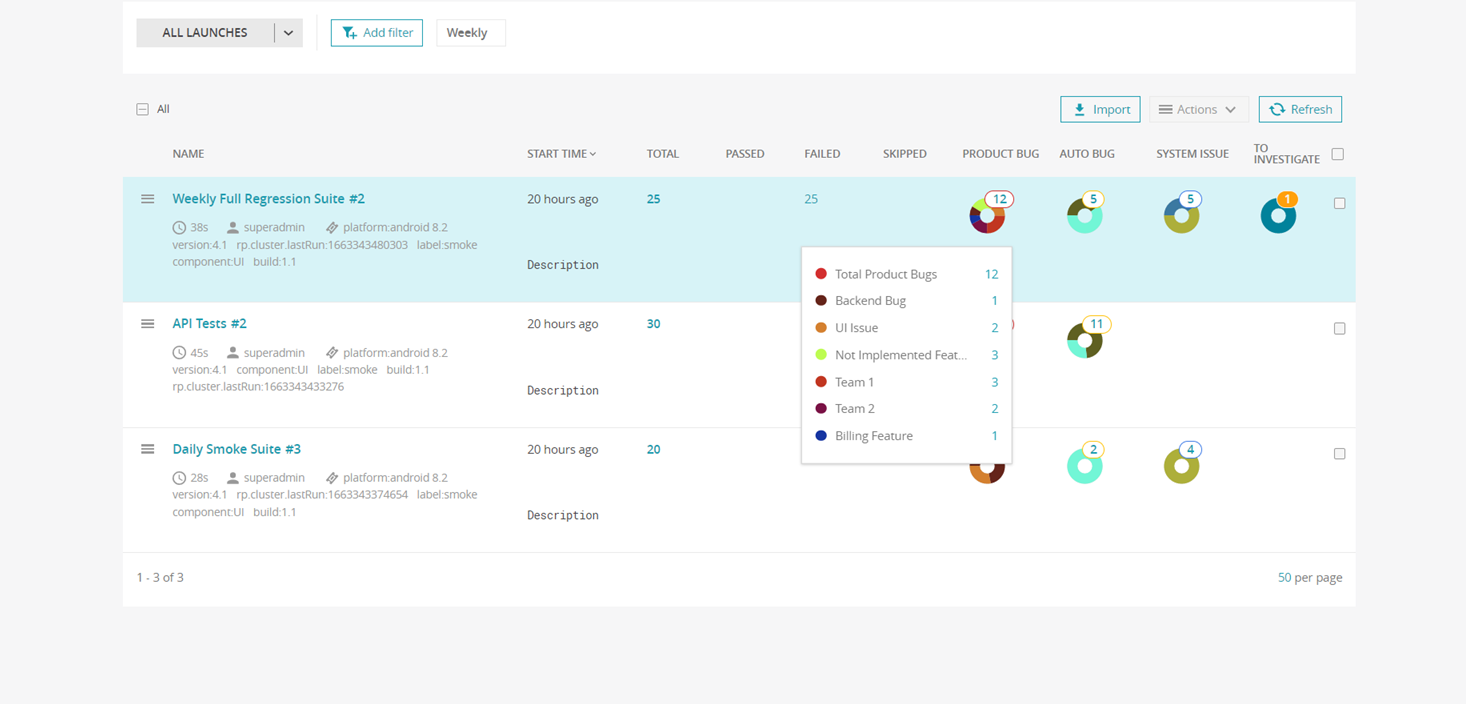 ALL LAUNCHES
Add filter
Weekly
All
Import
Actions
Refresh
NAME
START TIME
TOTAL
PASSED
FAILED
SKIPPED
PRODUCT BUG
AUTO BUG
SYSTEM ISSUE
TO
INVESTIGATE
Weekly Full Regression Suite #2
20 hours ago
25
25
12
5
5
1
38s superadmin platform:android 8.2
version:4.1 rp.cluster.lastRun:1663343480303 label:smoke
component:UI build:1.1
Description
Total Product Bugs 12
Backend Bug 1
UI Issue 2
Not Implemented Feat... 3
Team 1 3
Team 2 2
Billing Feature 1
API Tests #2
20 hours ago
30
11
45s superadmin platform:android 8.2
version:4.1 component:UI label:smoke build:1.1
rp.cluster.lastRun:1663343433276
Description
Daily Smoke Suite #3
20 hours ago
20
2
4
28s superadmin platform:android 8.2
version:4.1 rp.cluster.lastRun:1663343374654 label:smoke
component:UI build:1.1
Description
1 - 3 of 3
50 per page